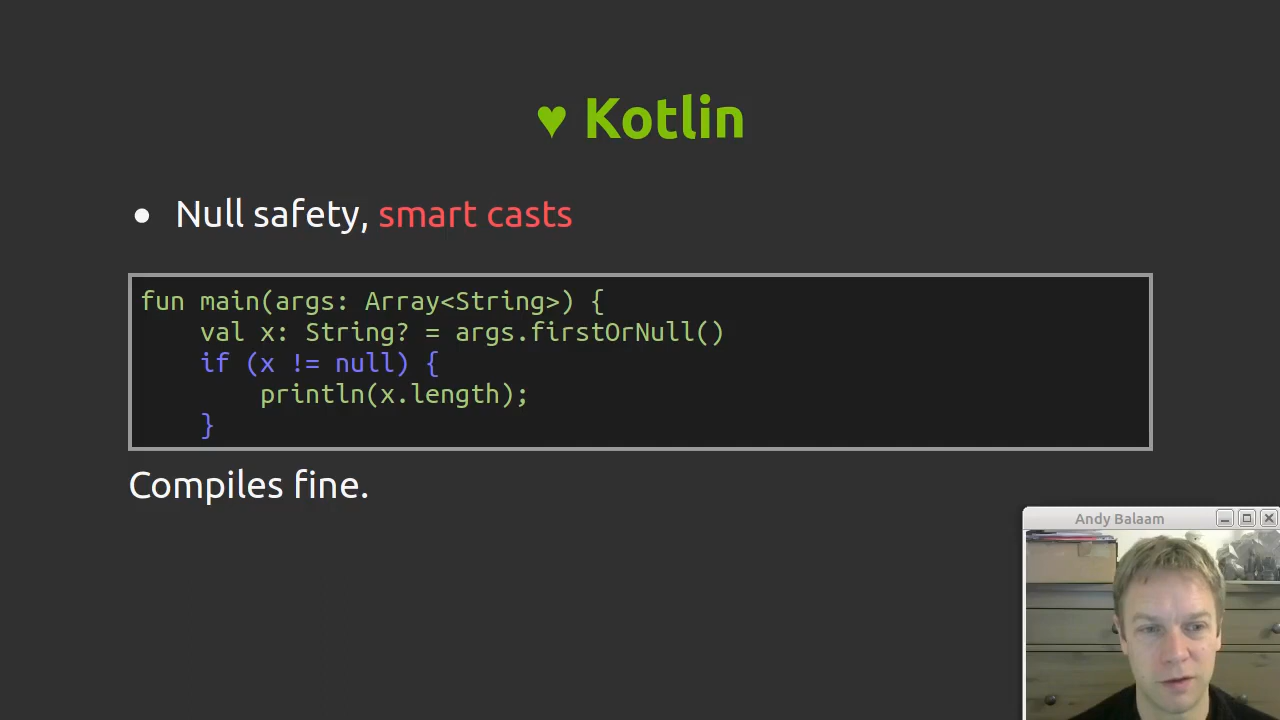 ♥ Kotlin
● Null safety, smart casts
fun main(args: Array<String>) {
    val x: String? = args.firstOrNull()
    if (x != null) {
        println(x.length);
    }
Compiles fine.
Andy Balaam